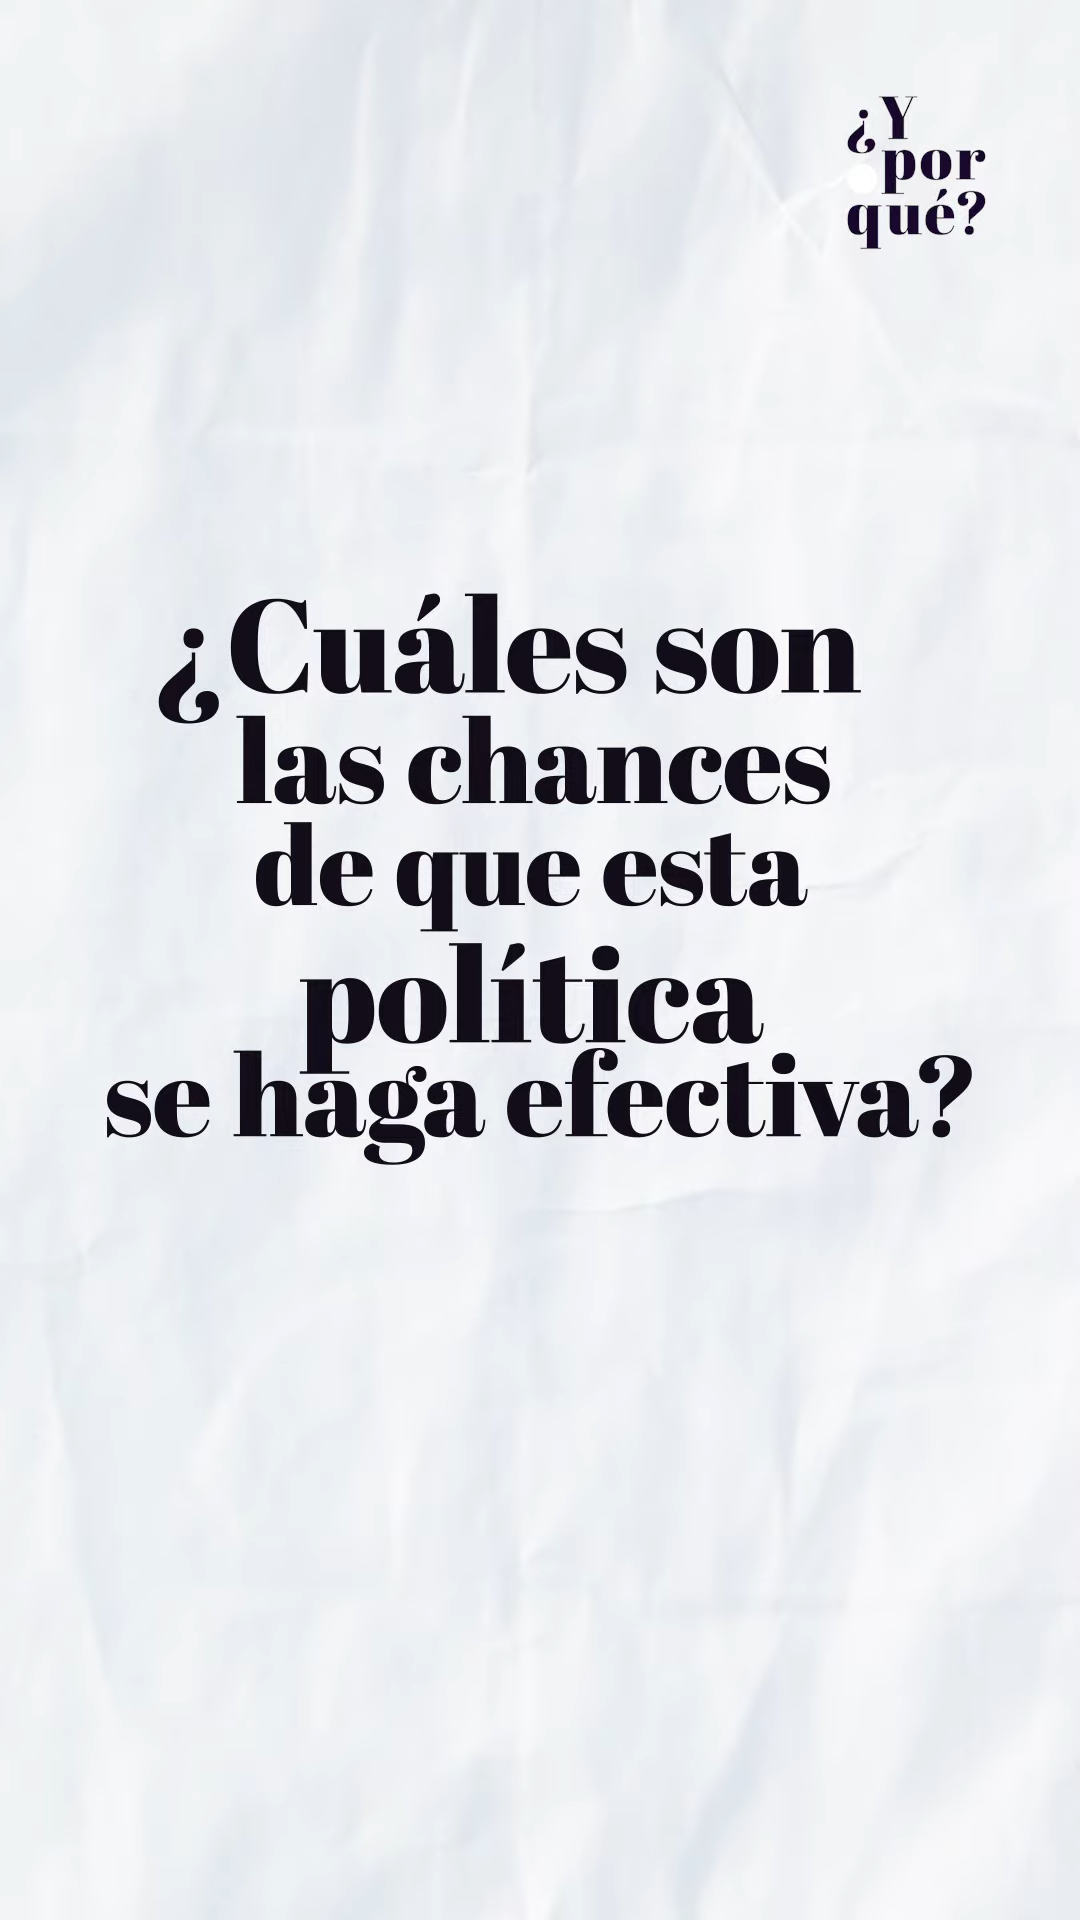 ¿Y
por
qué?
¿Cuáles son
las chances
de que esta
política
se haga efectiva?